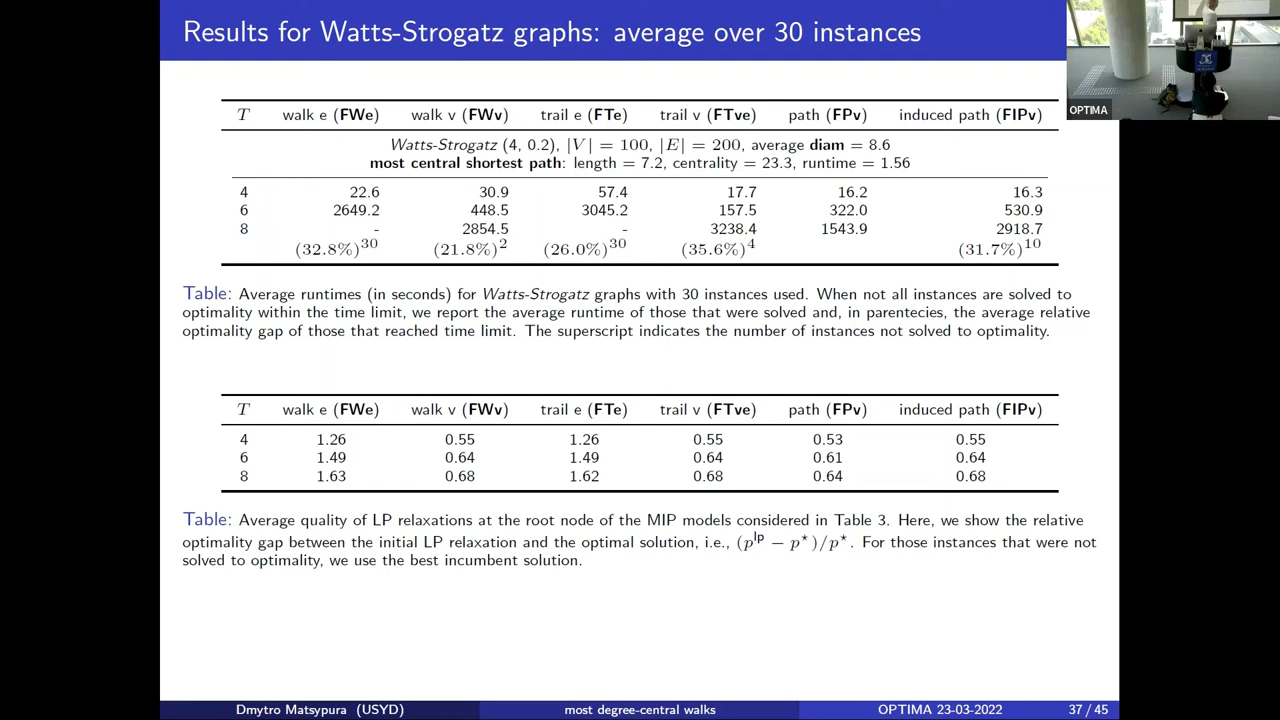 Results for Watts-Strogatz graphs: average over 30 instances
OPTIMA
T walk e (FWe) walk v (FWv) trail e (FTe) trail v (FTve) path (FPv) induced path (FIPv)
Watts-Strogatz (4, 0.2), |V| = 100, |E| = 200, average diam = 8.6
most central shortest path: length = 7.2, centrality = 23.3, runtime = 1.56
4 22.6 30.9 57.4 17.7 16.2 16.3
6 2649.2 448.5 3045.2 157.5 322.0 530.9
8 - 2854.5 - 3238.4 1543.9 2918.7
(32.8%)^30 (21.8%)^2 (26.0%)^30 (35.6%)^4 (31.7%)^10
Table: Average runtimes (in seconds) for Watts-Strogatz graphs with 30 instances used. When not all instances are solved to
optimality within the time limit, we report the average runtime of those that were solved and, in parentecies, the average relative
optimality gap of those that reached time limit. The superscript indicates the number of instances not solved to optimality.
T walk e (FWe) walk v (FWv) trail e (FTe) trail v (FTve) path (FPv) induced path (FIPv)
4 1.26 0.55 1.26 0.55 0.53 0.55
6 1.49 0.64 1.49 0.64 0.61 0.64
8 1.63 0.68 1.62 0.68 0.64 0.68
Table: Average quality of LP relaxations at the root node of the MIP models considered in Table 3. Here, we show the relative
optimality gap between the initial LP relaxation and the optimal solution, i.e., (p^lp − p⋆)/p⋆. For those instances that were not
solved to optimality, we use the best incumbent solution.
Dmytro Matsypura (USYD) most degree-central walks OPTIMA 23-03-2022 37 / 45